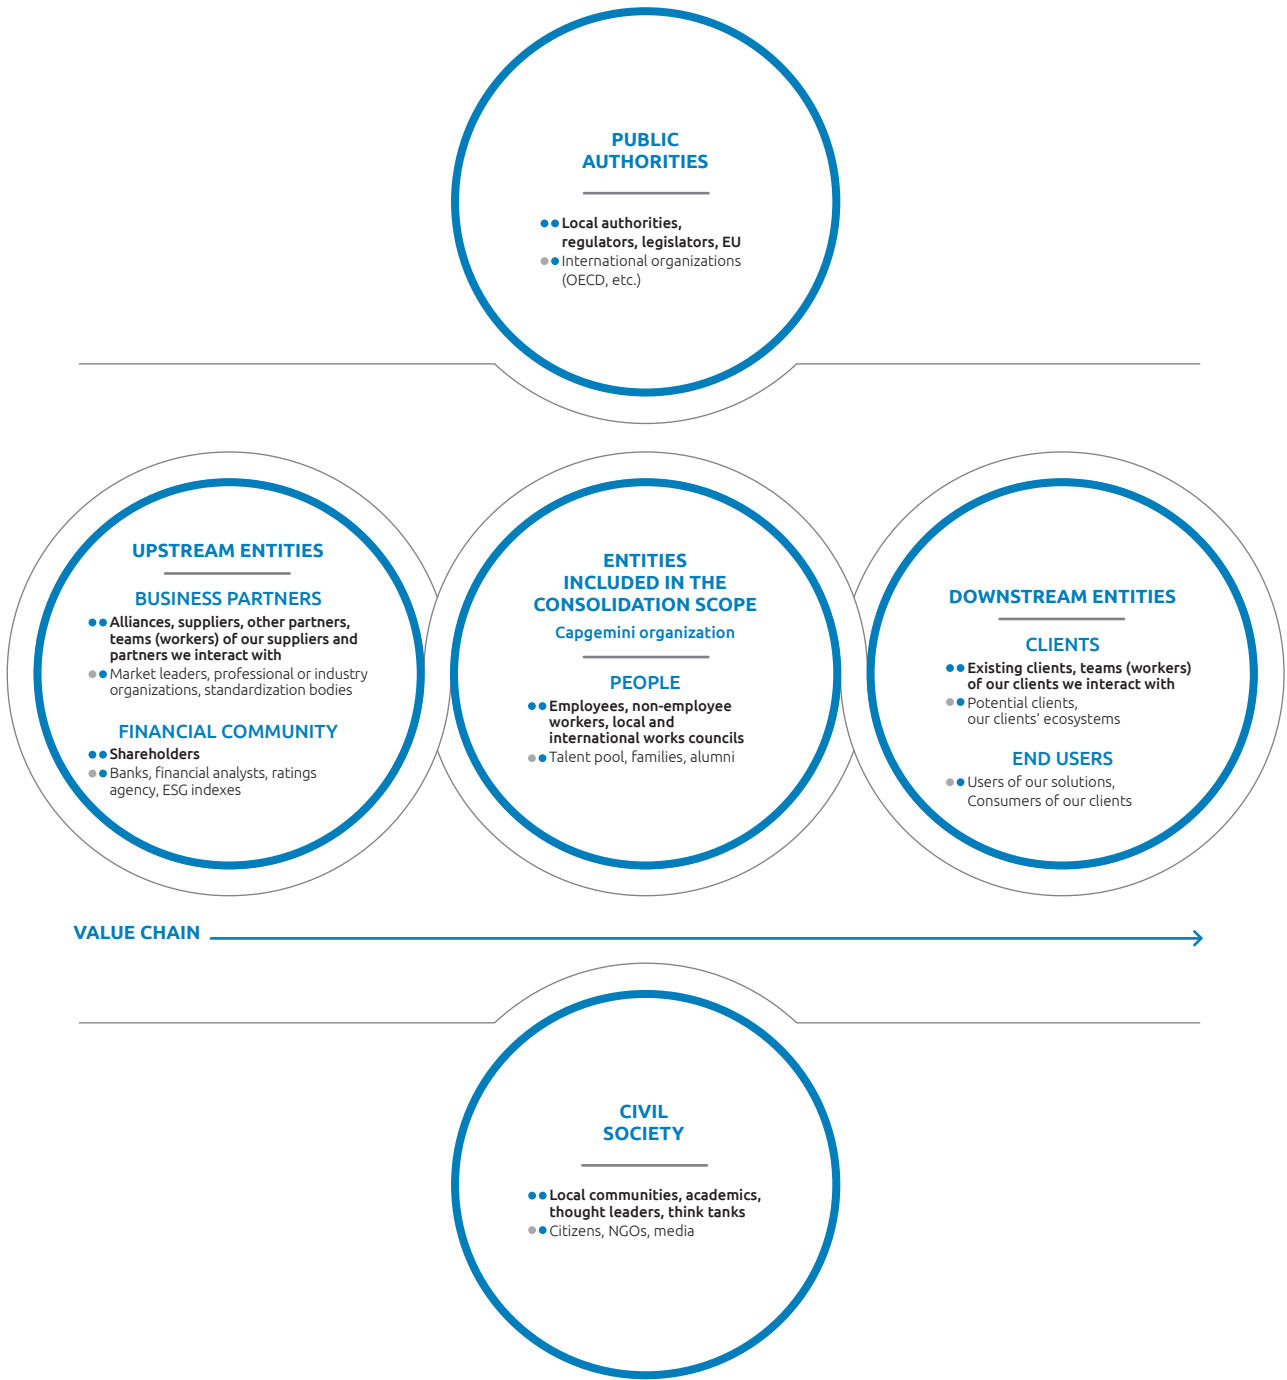 PUBLIC
AUTHORITIES
Local authorities,
regulators, legislators, EU
International organizations
(OECD, etc.)
UPSTREAM ENTITIES
BUSINESS PARTNERS
Alliances, suppliers, other partners,
teams (workers) of our suppliers and
partners we interact with
Market leaders, professional or industry
organizations, standardization bodies
FINANCIAL COMMUNITY
Shareholders
Banks, financial analysts, ratings
agency, ESG indexes
ENTITIES
INCLUDED IN THE
CONSOLIDATION SCOPE
Capgemini organization
PEOPLE
Employees, non-employee
workers, local and
international works councils
Talent pool, families, alumni
DOWNSTREAM ENTITIES
CLIENTS
Existing clients, teams (workers)
of our clients we interact with
Potential clients,
our clients’ ecosystems
END USERS
Users of our solutions,
Consumers of our clients
VALUE CHAIN
CIVIL
SOCIETY
Local communities, academics,
thought leaders, think tanks
Citizens, NGOs, media